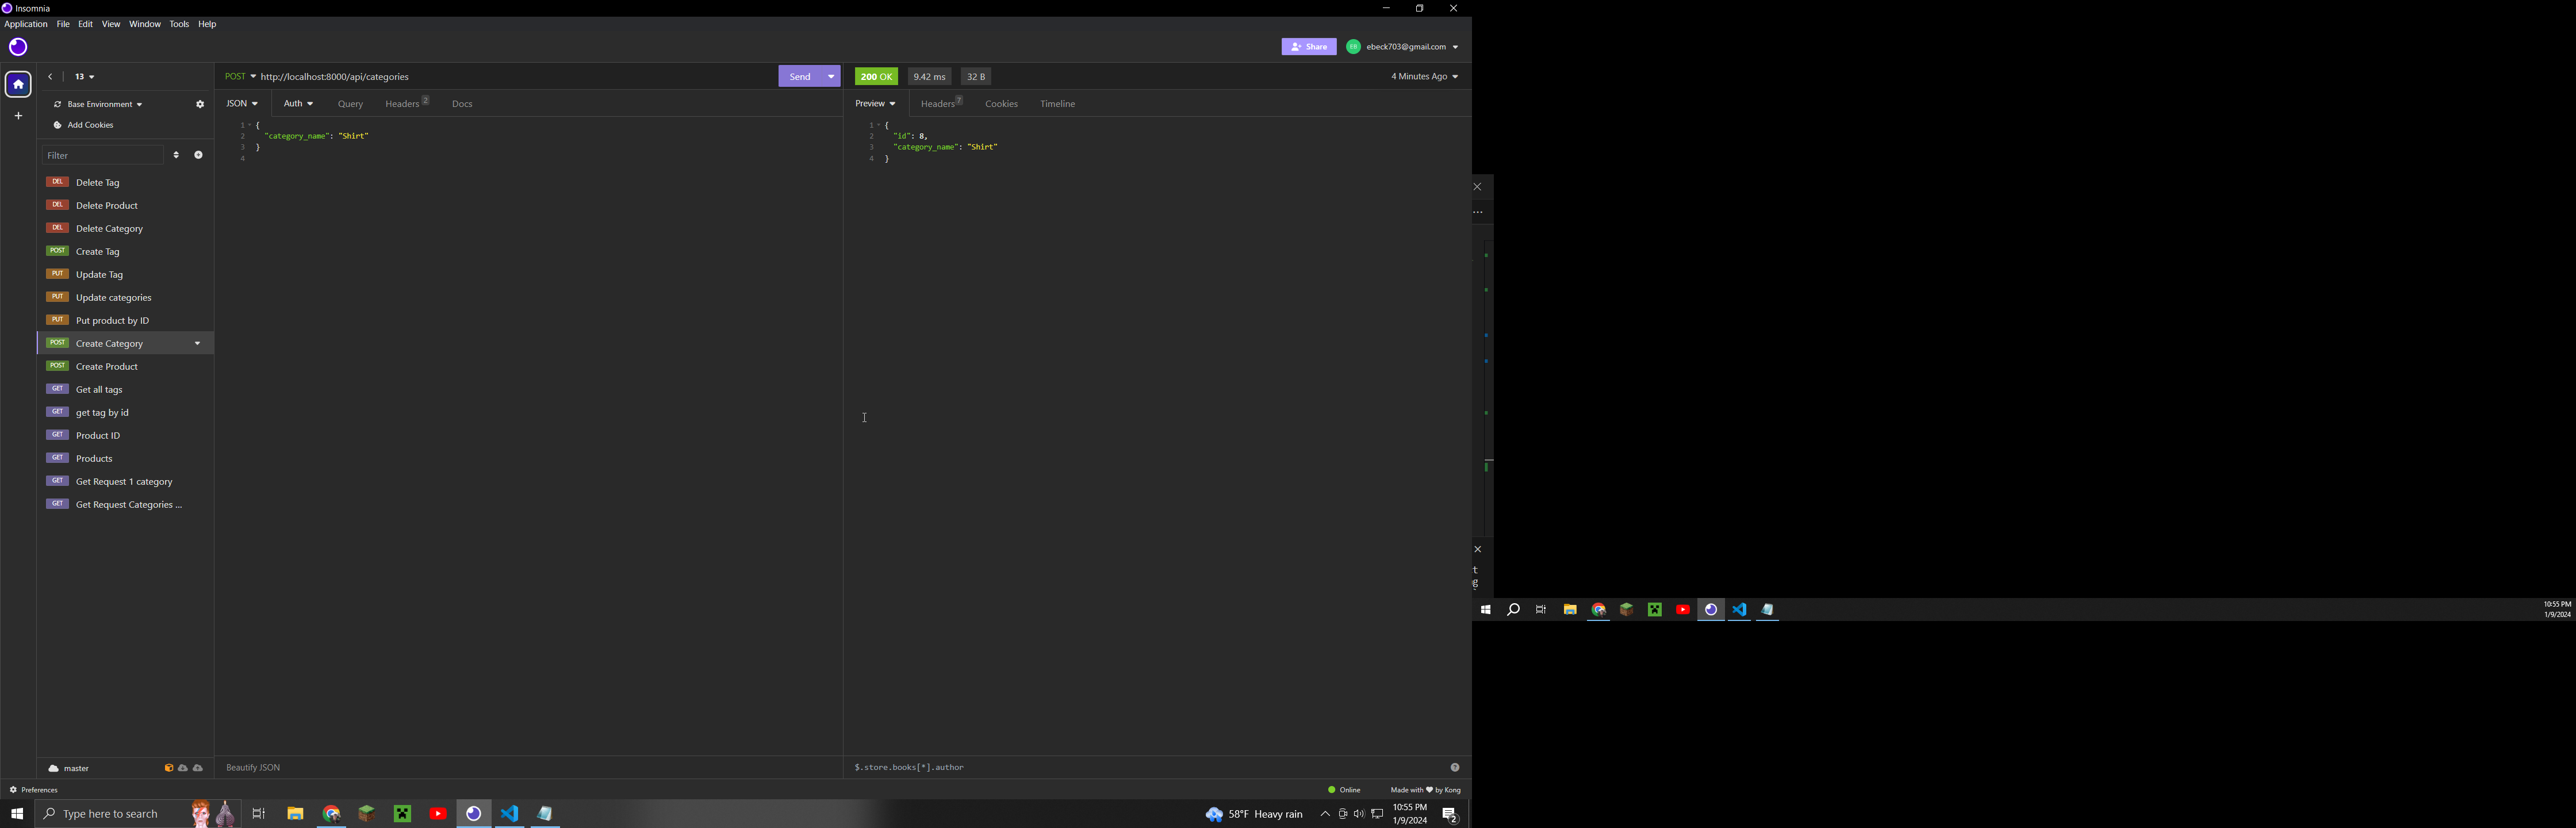 Insomnia
Application File Edit View Window Tools Help
Share EB ebeck703@gmail.com
13
POST http://localhost:8000/api/categories Send
200 OK 9.42 ms 32 B 4 Minutes Ago
Base Environment
Add Cookies
JSON Auth Query Headers 2 Docs
Preview Headers 7 Cookies Timeline
1 {
2 "category_name": "Shirt"
3 }
4
1 {
2 "id": 8,
3 "category_name": "Shirt"
4 }
Filter
DEL Delete Tag
DEL Delete Product
DEL Delete Category
POST Create Tag
PUT Update Tag
PUT Update categories
PUT Put product by ID
POST Create Category
POST Create Product
GET Get all tags
GET get tag by id
GET Product ID
GET Products
GET Get Request 1 category
GET Get Request Categories ...
master
Beautify JSON
$.store.books[*].author
Preferences
Online Made with by Kong
Type here to search
58°F Heavy rain
10:55 PM
1/9/2024
2
t
g
10:55 PM
1/9/2024